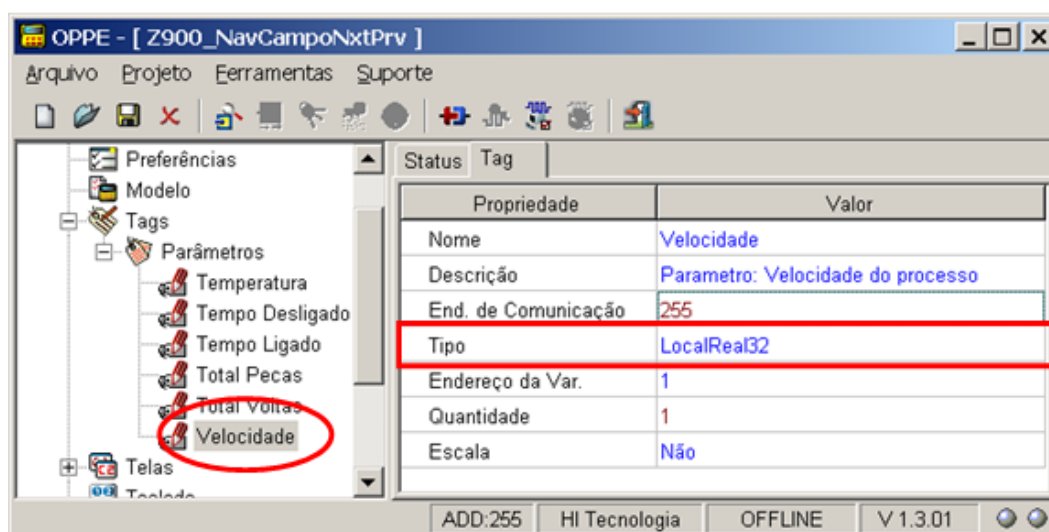 OPPE - [ Z900_NavCampoNxtPrv ]
Arquivo Projeto Eerramentas Suporte
Preferências
Modelo
Tags
Parâmetros
Temperatura
Tempo Desligado
Tempo Ligado
Total Pecas
Total Voltas
Velocidade
Telas
Teclado
Status Tag
Propriedade Valor
Nome Velocidade
Descrição Parametro: Velocidade do processo
End. de Comunicação 255
Tipo LocalReal32
Endereço da Var. 1
Quantidade 1
Escala Não
ADD:255 HI Tecnologia OFFLINE V 1.3.01